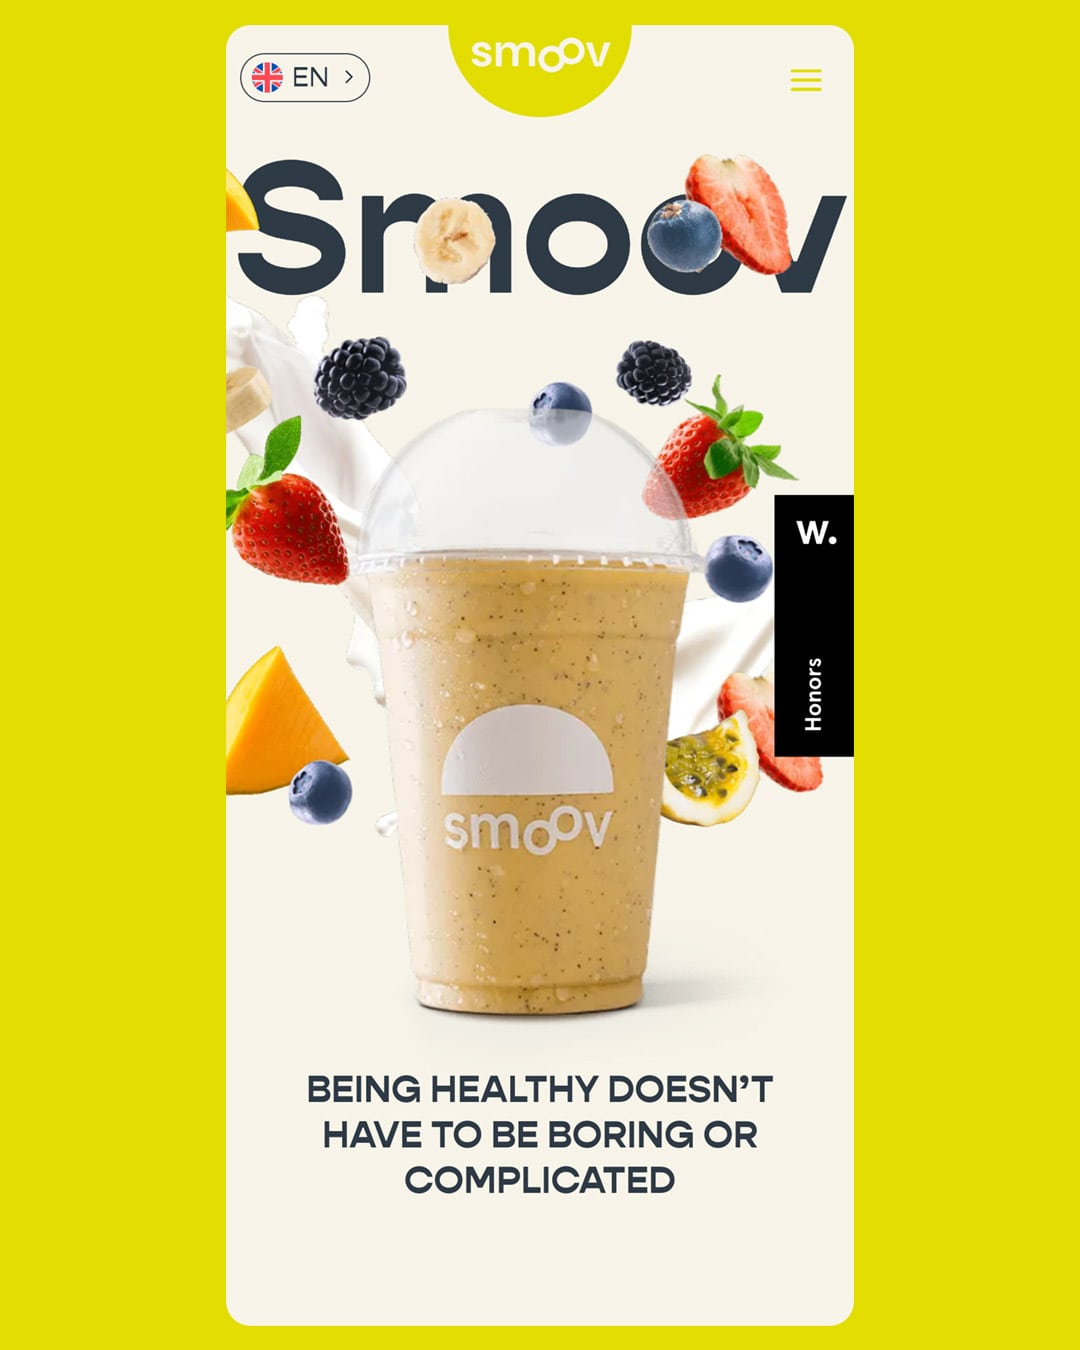 smoov
EN
Smoov
W.
Honors
smoov
BEING HEALTHY DOESN’T
HAVE TO BE BORING OR
COMPLICATED